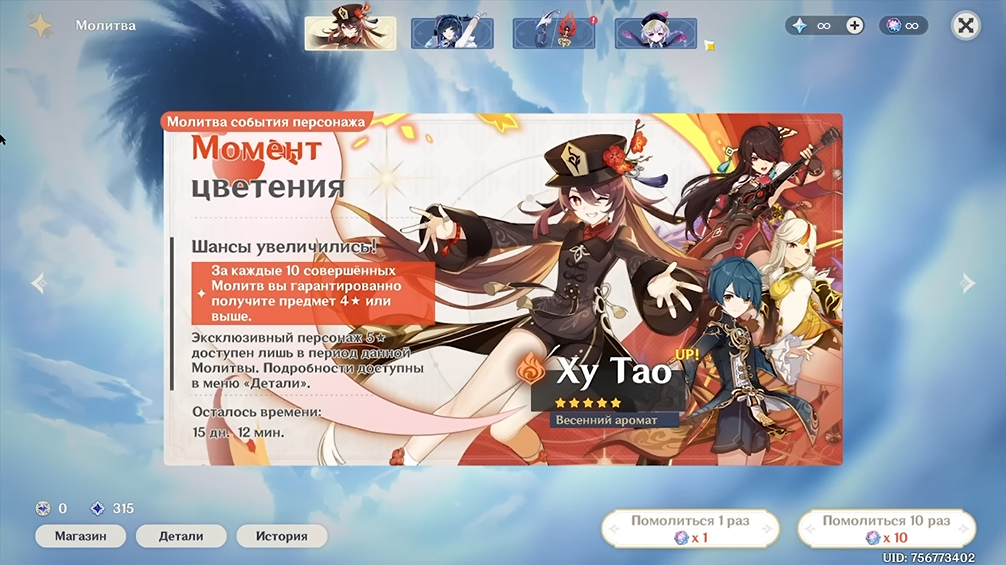 Молитва
∞
∞
Молитва события персонажа
Момент
цветения
Шансы увеличились!
За каждые 10 совершённых
Молитв вы гарантированно
получите предмет 4★ или
выше.
Эксклюзивный персонаж 5★
доступен лишь в период данной
Молитвы. Подробности доступны
в меню «Детали».
Осталось времени:
15 дн. 12 мин.
UP!
Ху Тао
★★★★★
Весенний аромат
0
315
Магазин
Детали
История
Помолиться 1 раз
x 1
Помолиться 10 раз
x 10
UID: 756773402